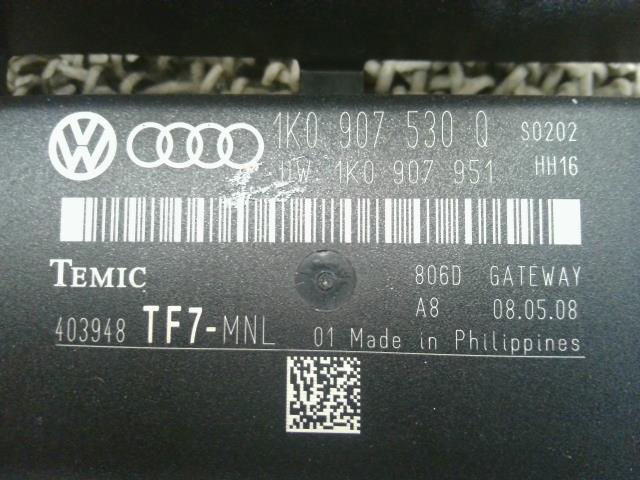 1K0 907 530 Q S0202
HW 1K0 907 951 HH16
TEMIC 806D GATEWAY
A8 08.05.08
403948 TF7-MNL 01 Made in Philippines